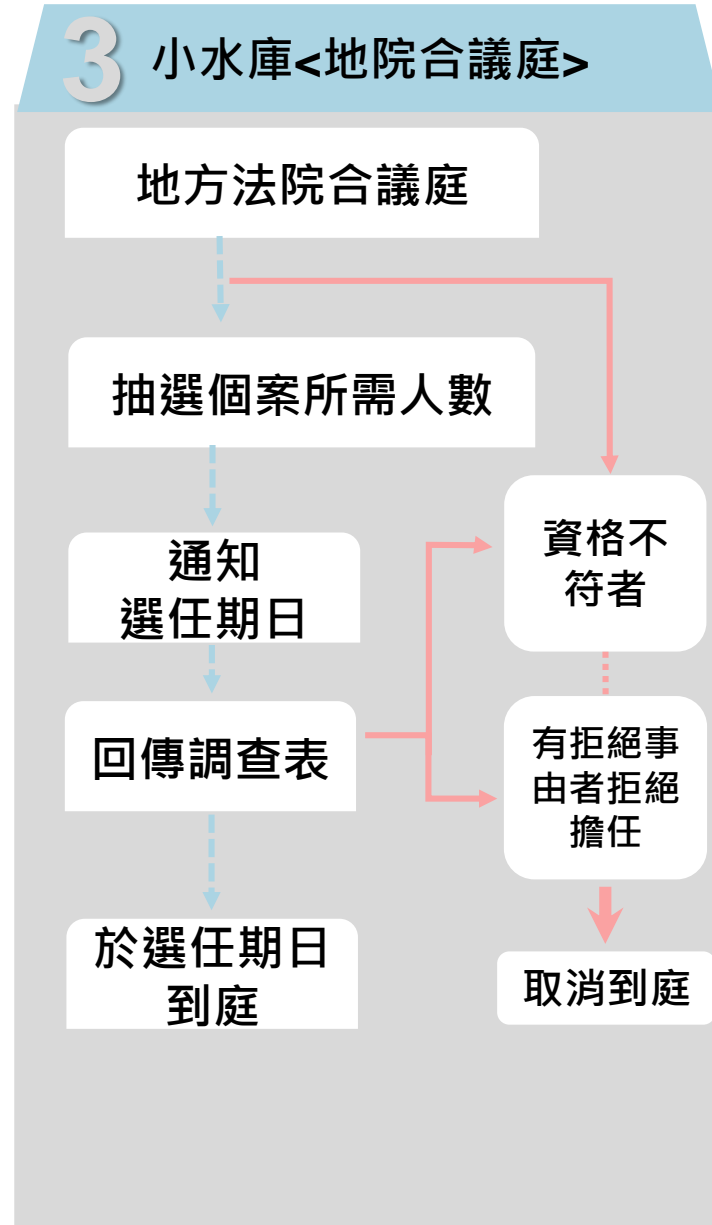 3 小水庫<地院合議庭>
地方法院合議庭
抽選個案所需人數
通知
選任期日
回傳調查表
於選任期日
到庭
資格不
符者
有拒絕事
由者拒絕
擔任
取消到庭